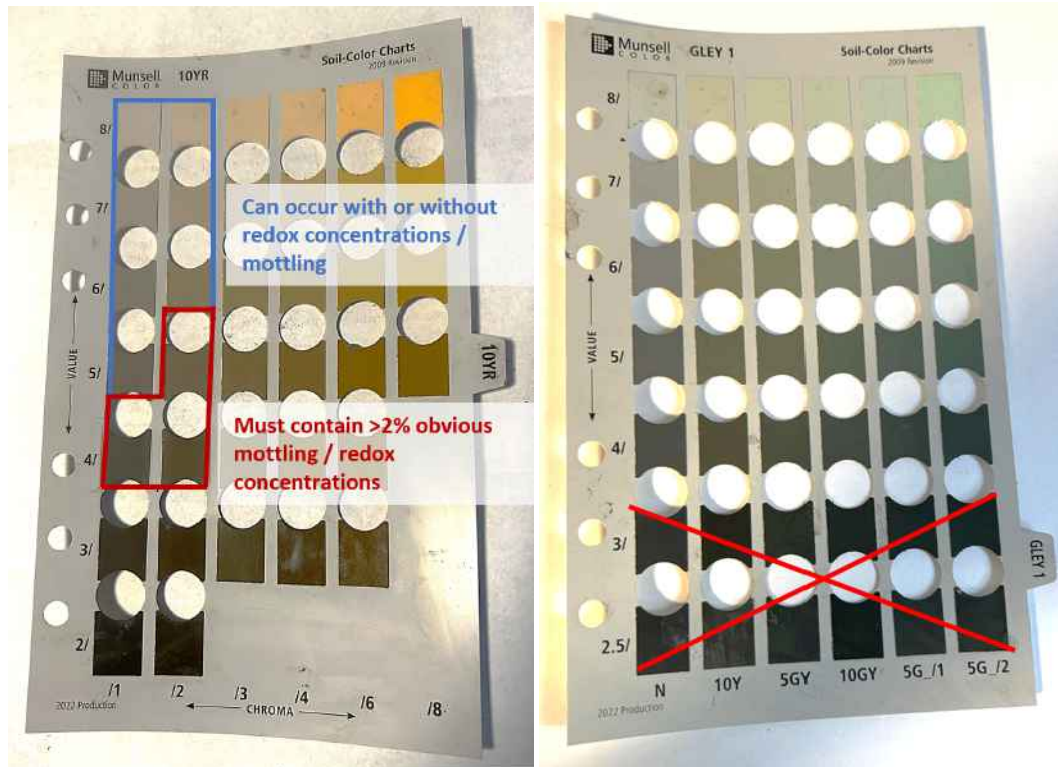 Munsell 10YR
COLOR
Soil-Color Charts
2009 Revision
8/
7/
6/
5/
4/
3/
2/
VALUE
Can occur with or without
redox concentrations /
mottling
Must contain >2% obvious
mottling / redox
concentrations
10YR
/1 /2 /3 /4 /6 /8
CHROMA
2022 Production
Munsell GLEY 1
COLOR
Soil-Color Charts
2009 Revision
8/
7/
6/
5/
4/
3/
2.5/
VALUE
GLEY 1
N 10Y 5GY 10GY 5G_/1 5G_/2
2022 Production